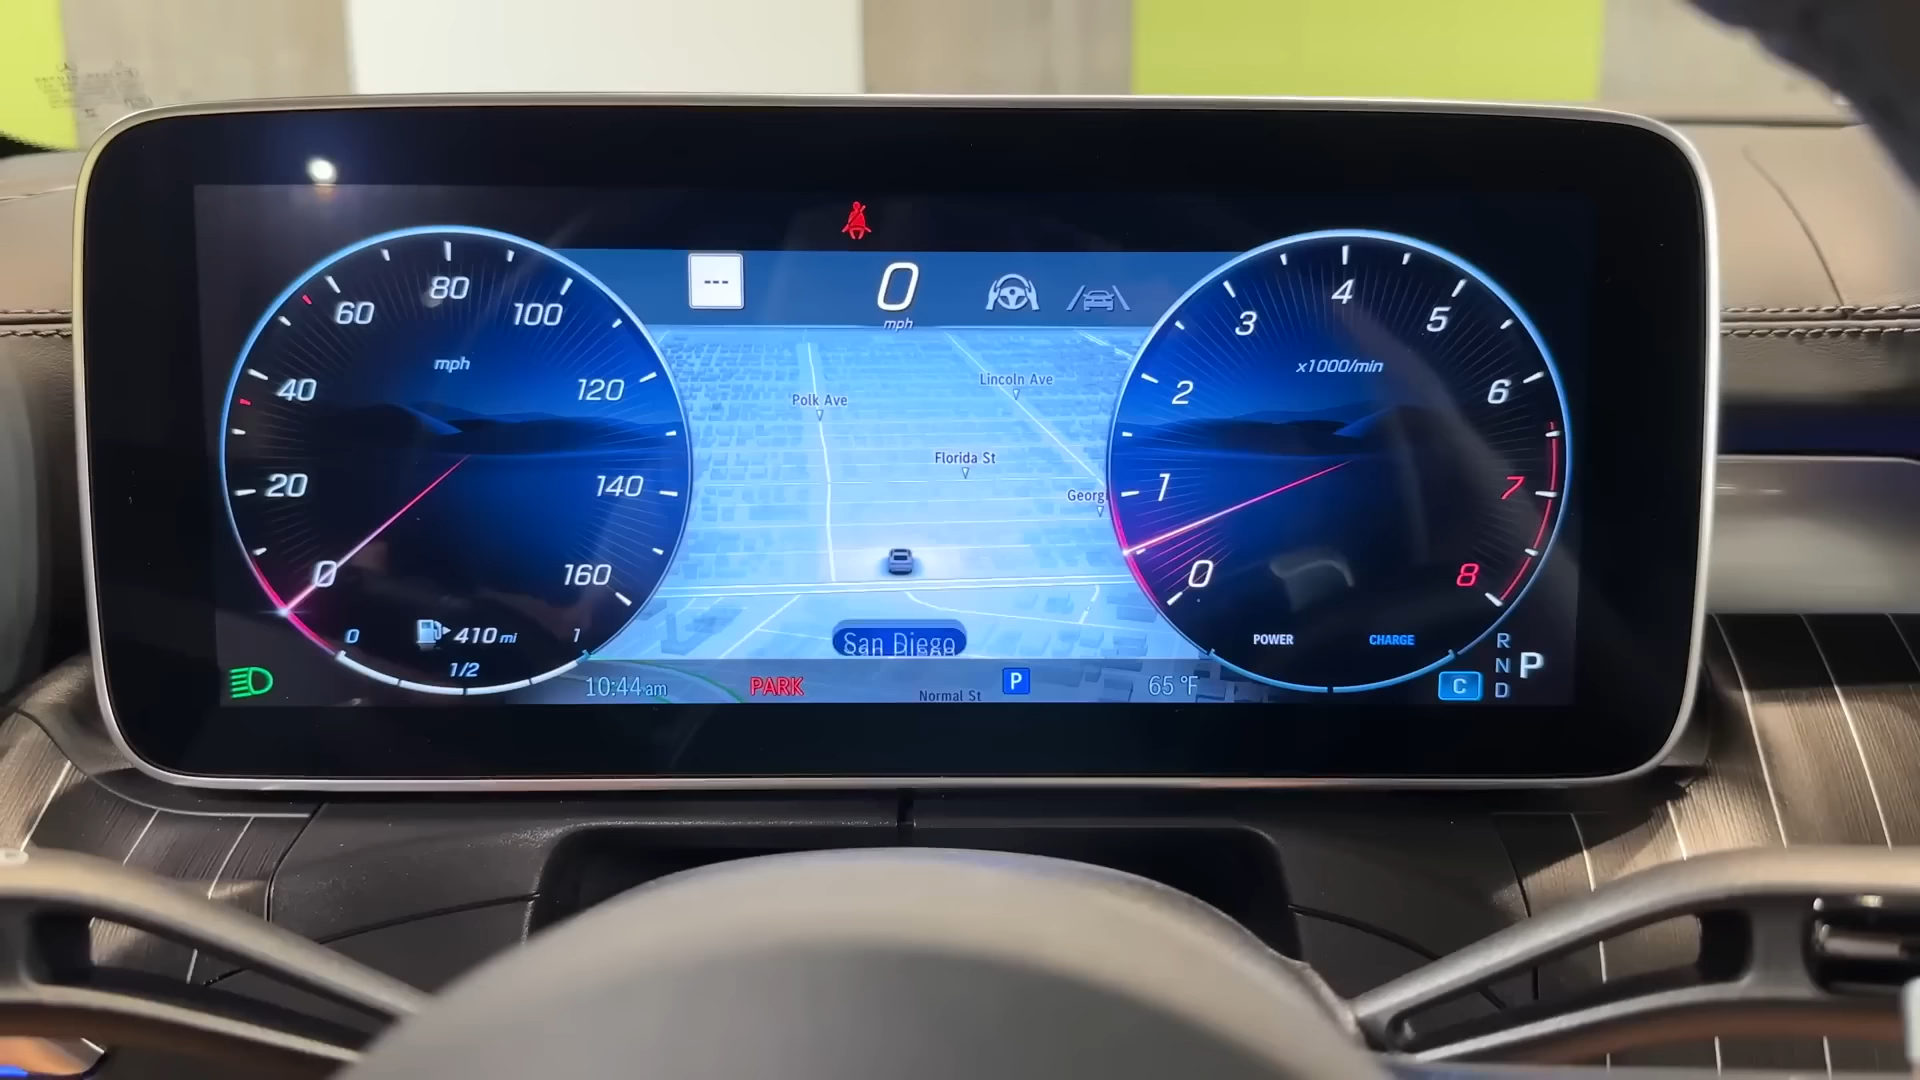 20
40
60
80
100
120
140
160
0
mph
0
410 mi
1
1/2
---
0
mph
Lincoln Ave
Polk Ave
Florida St
Georg
San Diego
10:44 am
PARK
Normal St
P
65 °F
0
1
2
3
4
5
6
7
8
x1000/min
POWER
CHARGE
C
R
N
D
P